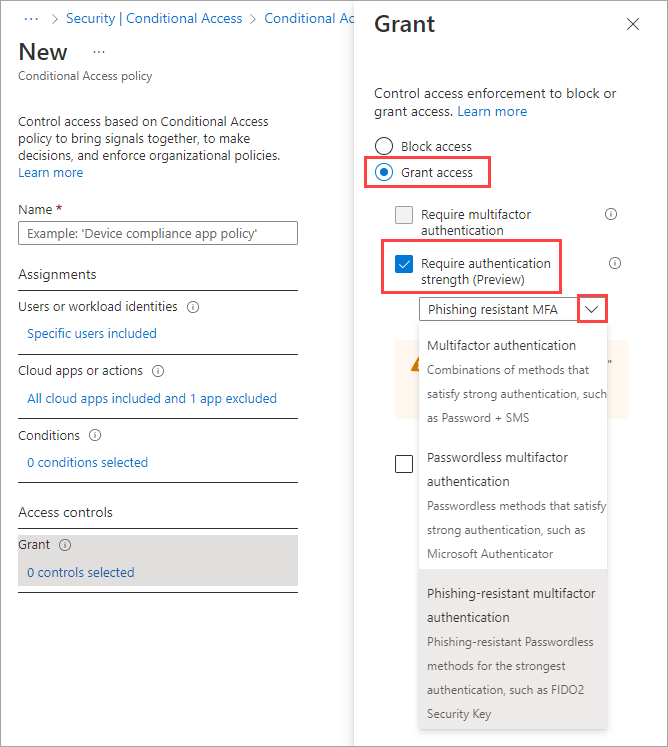 ··· > Security | Conditional Access > Conditional Ac
New ···
Conditional Access policy
Control access based on Conditional Access
policy to bring signals together, to make
decisions, and enforce organizational policies.
Learn more
Name *
Example: 'Device compliance app policy'
Assignments
Users or workload identities
Specific users included
Cloud apps or actions
All cloud apps included and 1 app excluded
Conditions
0 conditions selected
Access controls
Grant
0 controls selected
Grant
Control access enforcement to block or
grant access. Learn more
Block access
Grant access
Require multifactor
authentication
Require authentication
strength (Preview)
Phishing resistant MFA
Multifactor authentication
Combinations of methods that
satisfy strong authentication, such
as Password + SMS
Passwordless multifactor
authentication
Passwordless methods that satisfy
strong authentication, such as
Microsoft Authenticator
Phishing-resistant multifactor
authentication
Phishing-resistant Passwordless
methods for the strongest
authentication, such as FIDO2
Security Key